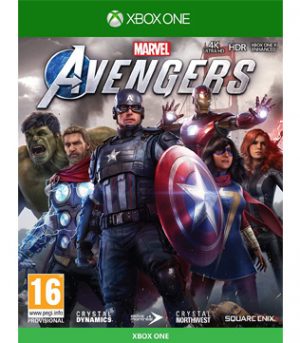 XBOX ONE
MARVEL
AVENGERS
4K
ULTRA HD
HDR
XBOX ONE X
ENHANCED
16
www.pegi.info
PROVISIONAL
CRYSTAL
DYNAMICS
CRYSTAL
NORTHWEST
SQUARE ENIX
XBOX ONE